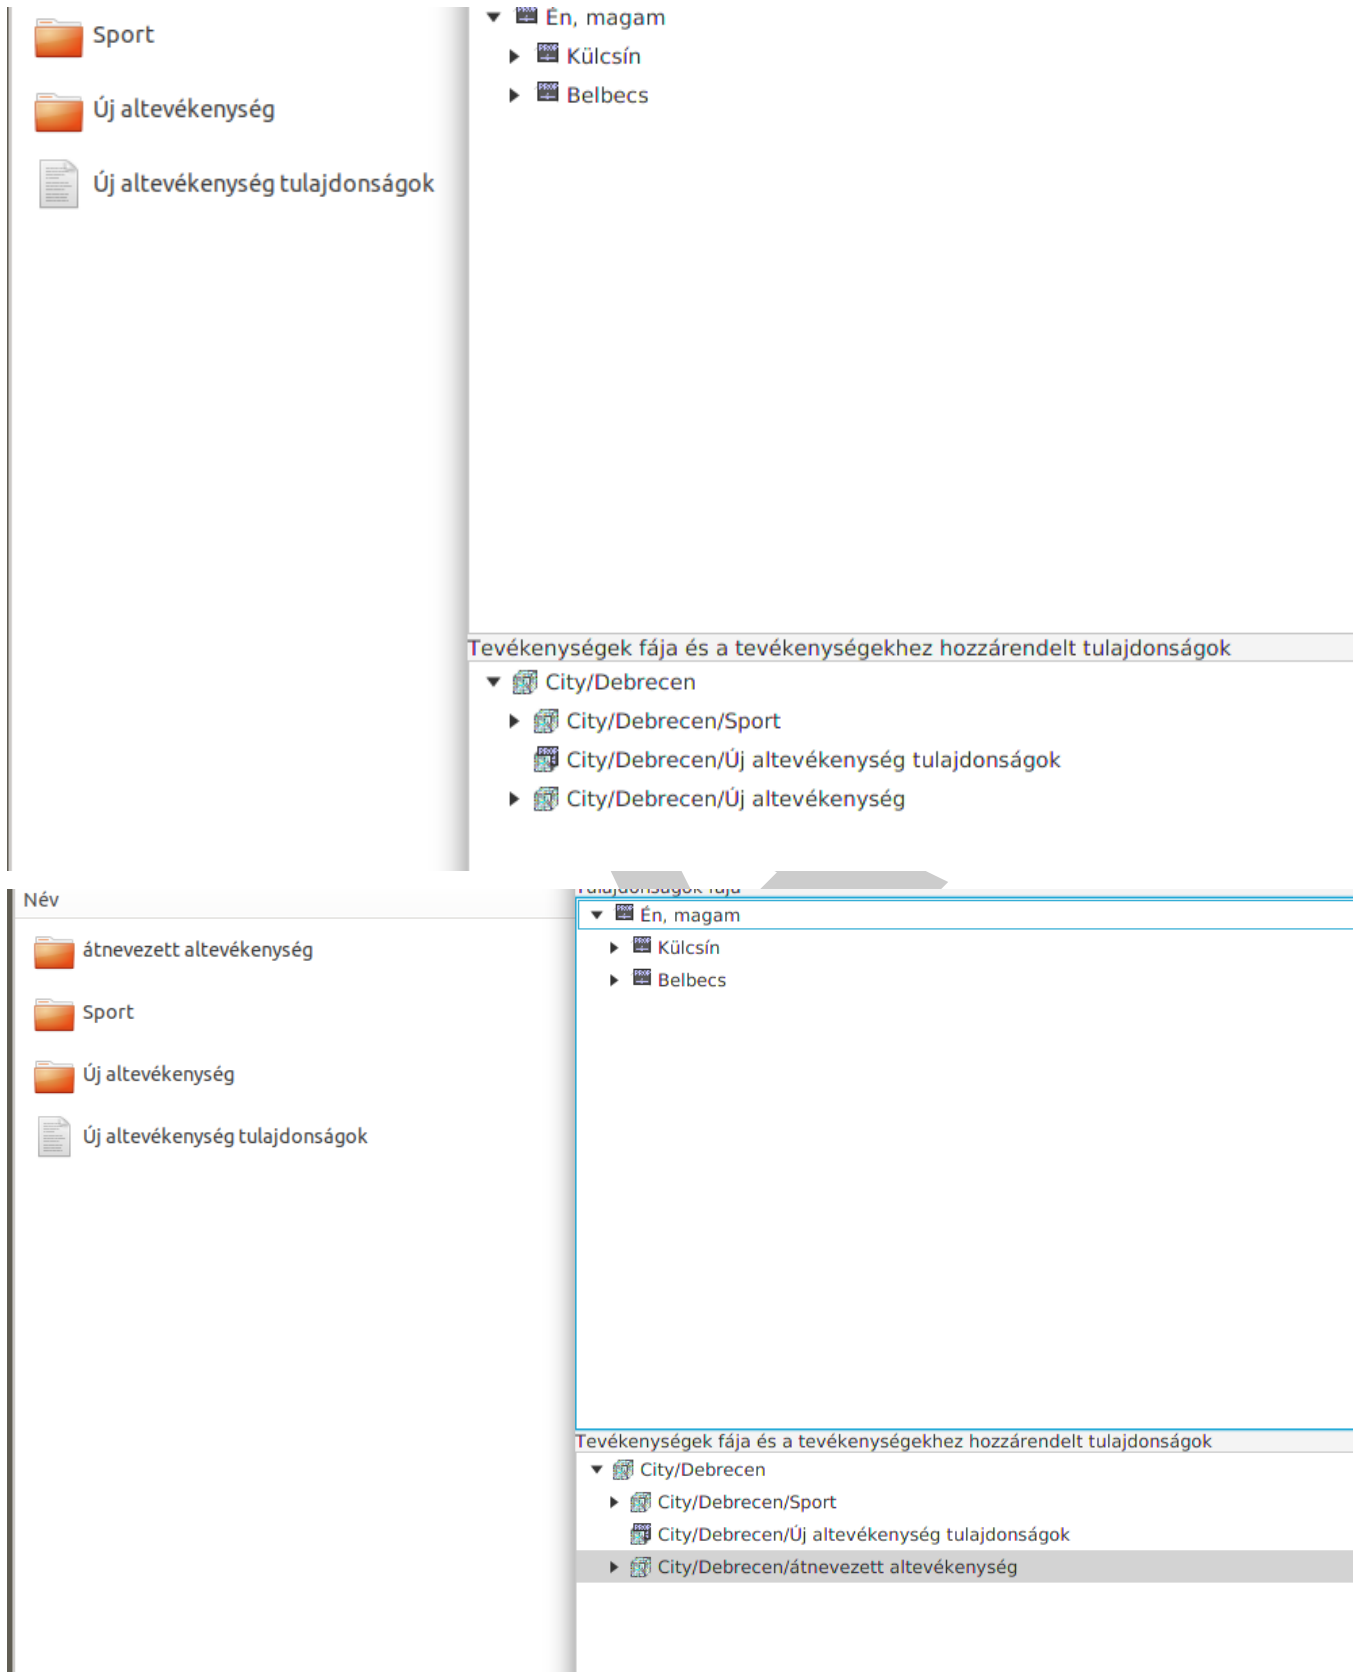 Sport
Új altevékenység
Új altevékenység tulajdonságok
Én, magam
Külcsín
Belbecs
Tevékenységek fája és a tevékenységekhez hozzárendelt tulajdonságok
City/Debrecen
City/Debrecen/Sport
City/Debrecen/Új altevékenység tulajdonságok
City/Debrecen/Új altevékenység
Név
átnevezett altevékenység
Sport
Új altevékenység
Új altevékenység tulajdonságok
Tulajdonságok fája
Én, magam
Külcsín
Belbecs
Tevékenységek fája és a tevékenységekhez hozzárendelt tulajdonságok
City/Debrecen
City/Debrecen/Sport
City/Debrecen/Új altevékenység tulajdonságok
City/Debrecen/átnevezett altevékenység